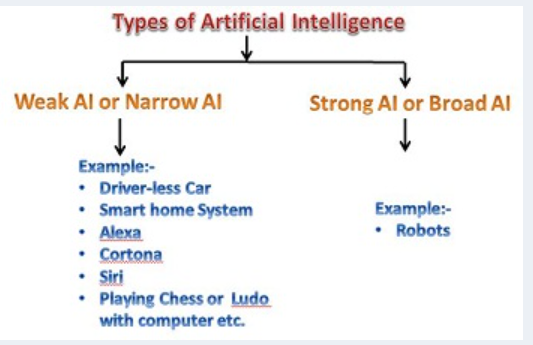 Types of Artificial Intelligence
Weak AI or Narrow AI
Strong AI or Broad AI
Example:-
• Driver-less Car
• Smart home System
• Alexa
• Cortona
• Siri
• Playing Chess or Ludo
with computer etc.
Example:-
• Robots